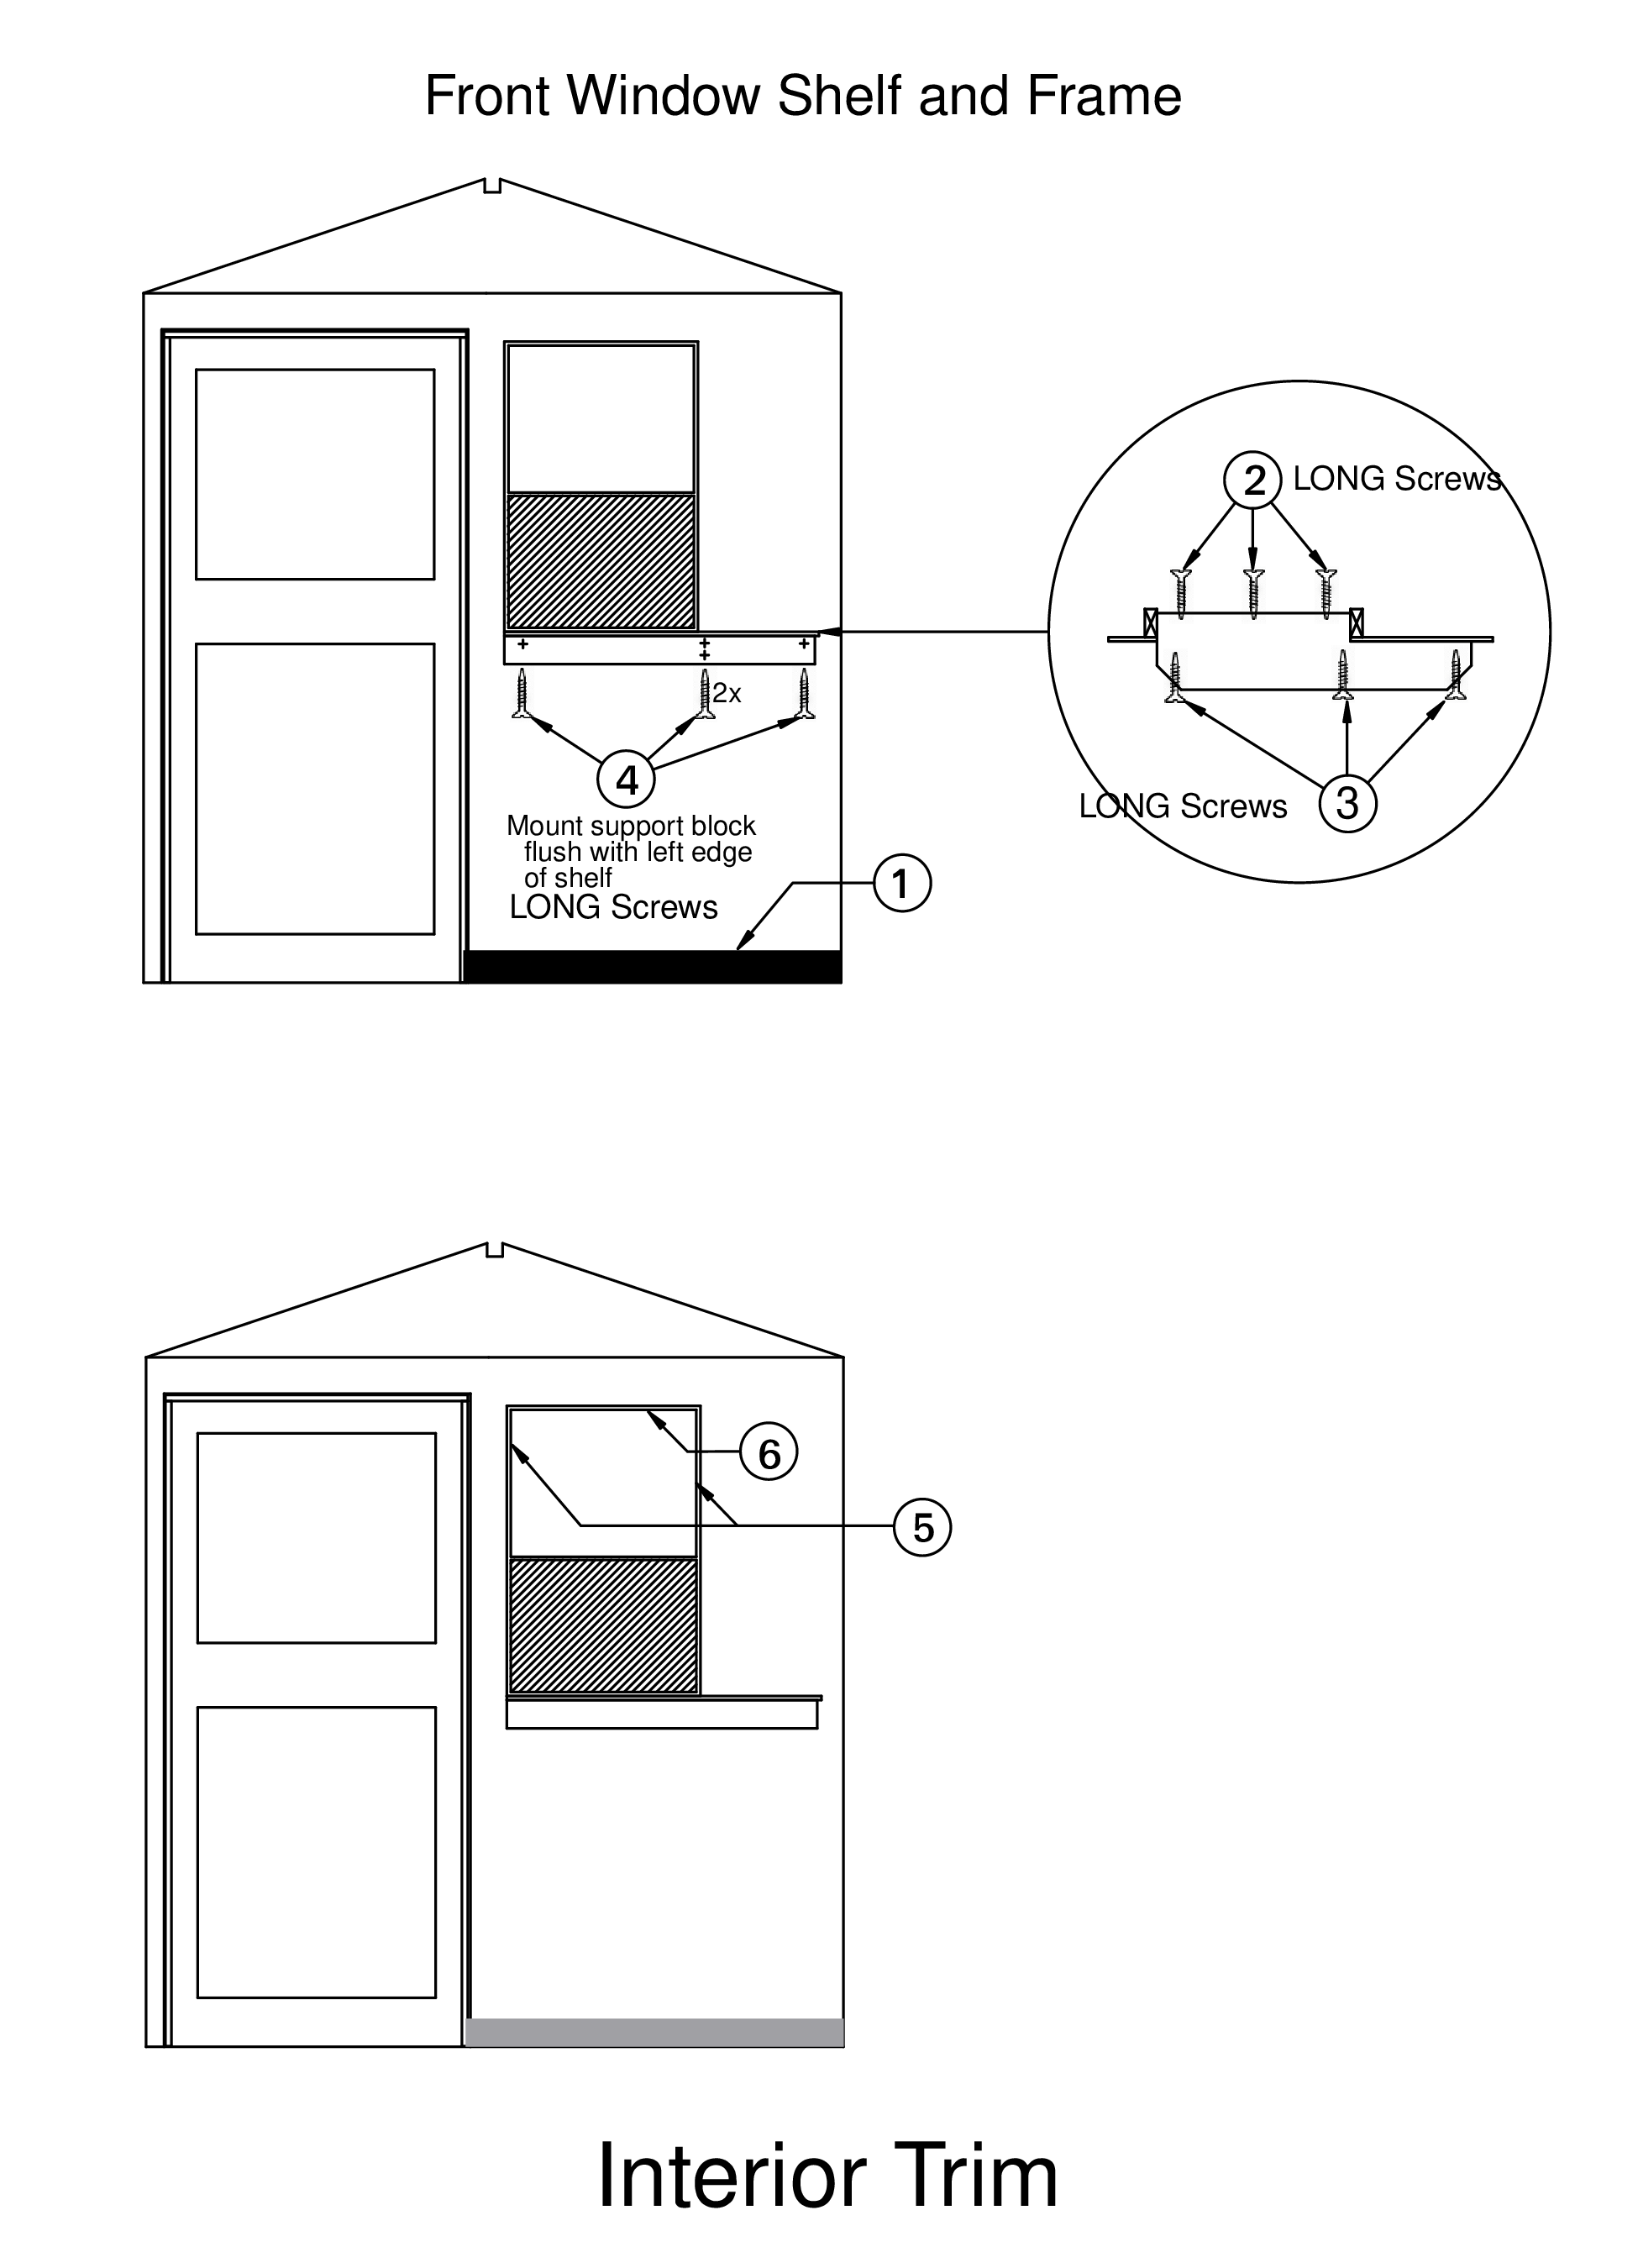 Front Window Shelf and Frame
2 LONG Screws
2x
4
LONG Screws 3
Mount support block
flush with left edge
of shelf
LONG Screws
1
6
5
Interior Trim